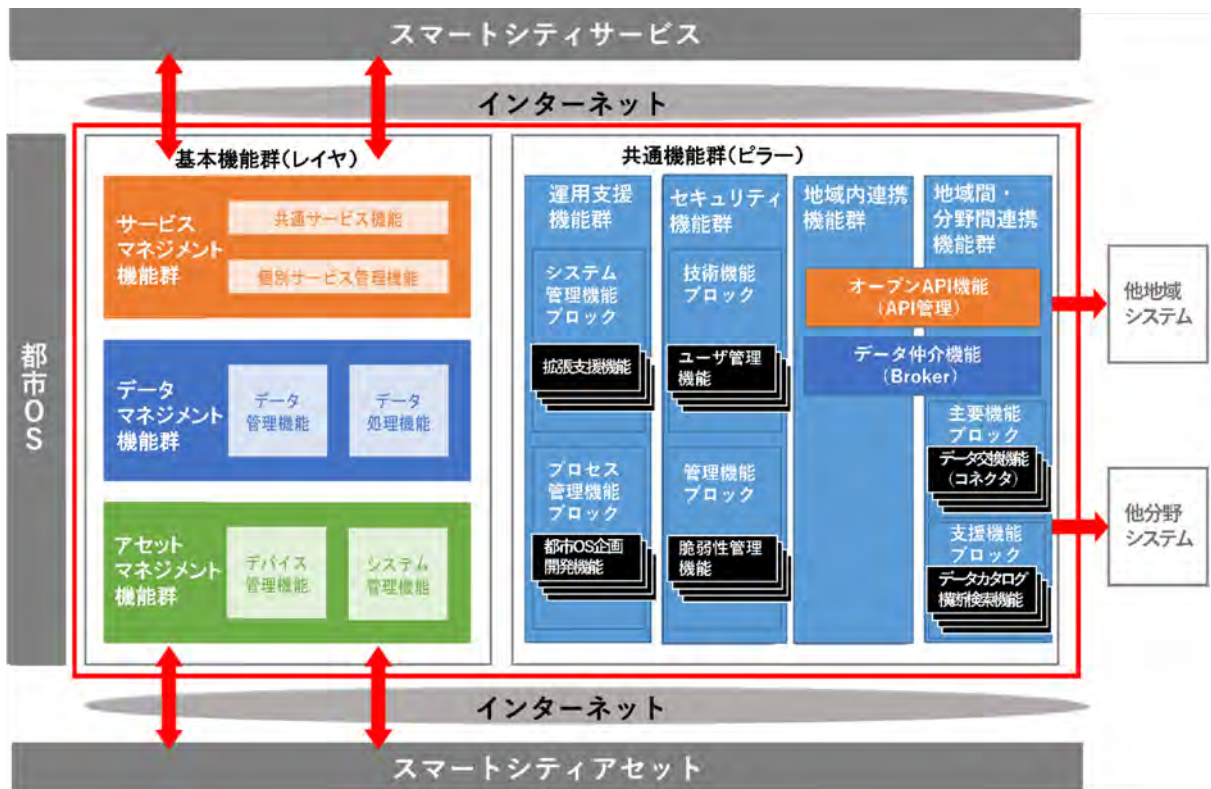 スマートシティサービス
インターネット
都市OS
基本機能群(レイヤ)
サービス
マネジメント
機能群
共通サービス機能
個別サービス管理機能
データ
マネジメント
機能群
データ
管理機能
データ
処理機能
アセット
マネジメント
機能群
デバイス
管理機能
システム
管理機能
共通機能群(ピラー)
運用支援
機能群
システム
管理機能
ブロック
拡張支援機能
プロセス
管理機能
ブロック
都市OS企画
開発機能
セキュリティ
機能群
技術機能
ブロック
ユーザ管理
機能
管理機能
ブロック
脆弱性管理
機能
地域内連携
機能群
地域間・
分野間連携
機能群
オープンAPI機能
(API管理)
データ仲介機能
(Broker)
主要機能
ブロック
データ交換機能
(コネクタ)
支援機能
ブロック
データカタログ
横断検索機能
他地域
システム
他分野
システム
インターネット
スマートシティアセット